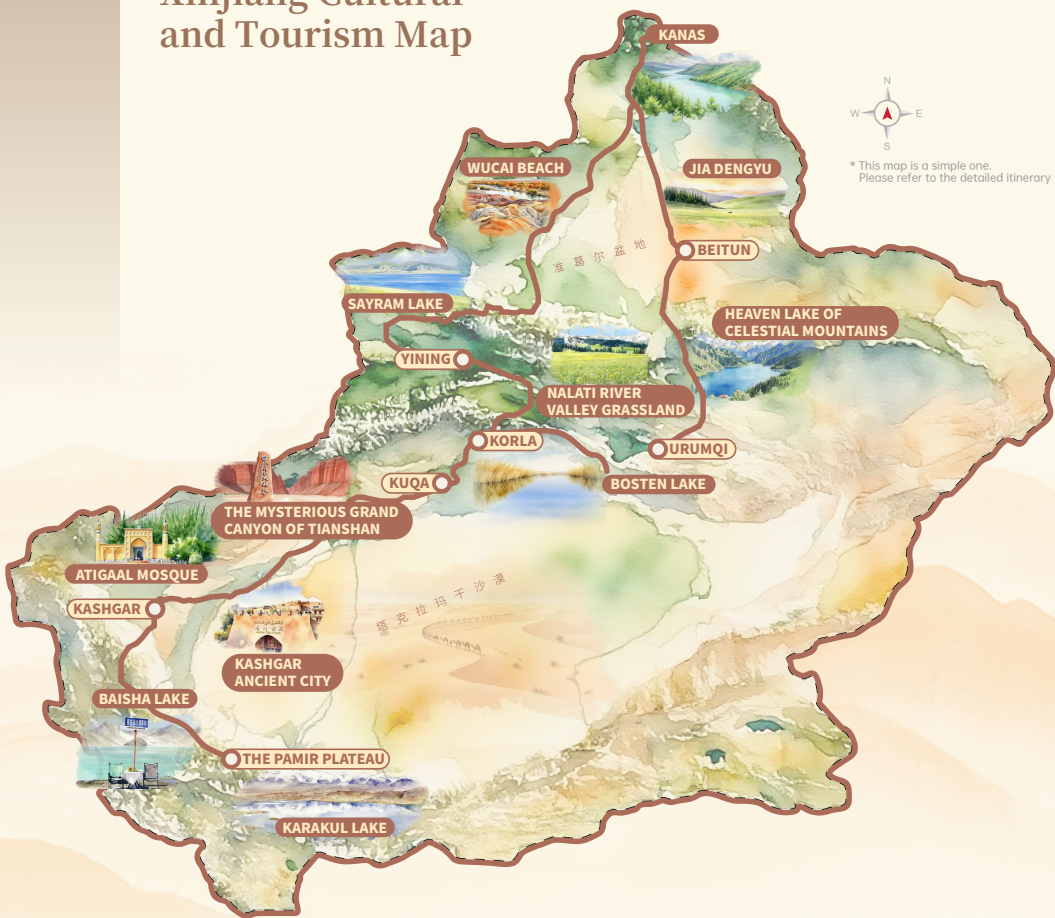 Xinjiang Cultural
and Tourism Map
KANAS
N
W
E
S
* This map is a simple one.
Please refer to the detailed itinerary
WUCAI BEACH
JIA DENGYU
准葛尔盆地
BEITUN
SAYRAM LAKE
HEAVEN LAKE OF
CELESTIAL MOUNTAINS
YINING
NALATI RIVER
VALLEY GRASSLAND
KORLA
URUMQI
KUQA
BOSTEN LAKE
THE MYSTERIOUS GRAND
CANYON OF TIANSHAN
ATIGAAL MOSQUE
塔克拉玛干沙漠
KASHGAR
KASHGAR
ANCIENT CITY
BAISHA LAKE
THE PAMIR PLATEAU
KARAKUL LAKE